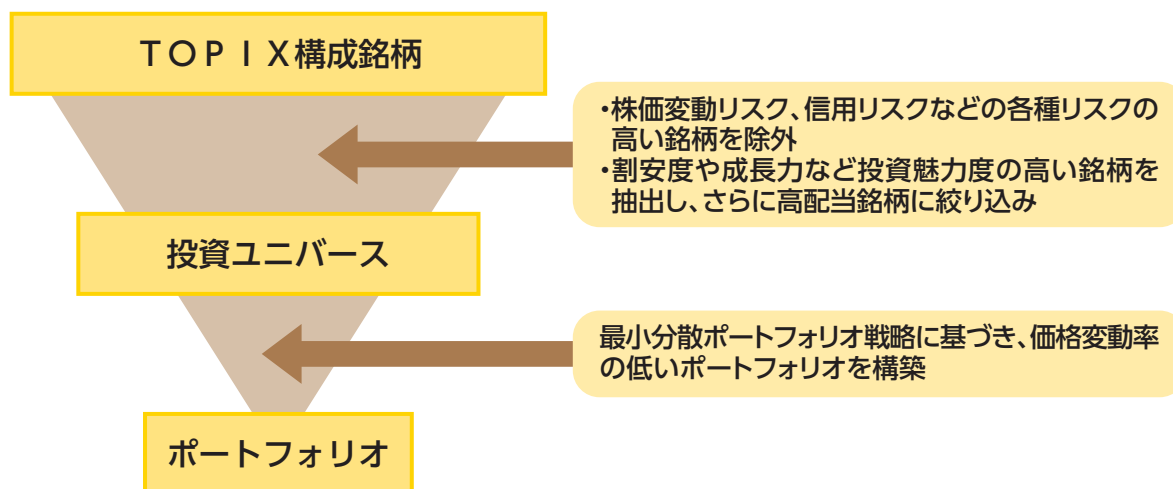 ＴＯＰＩＸ構成銘柄
・株価変動リスク、信用リスクなどの各種リスクの
高い銘柄を除外
・割安度や成長力など投資魅力度の高い銘柄を
抽出し、さらに高配当銘柄に絞り込み
投資ユニバース
最小分散ポートフォリオ戦略に基づき、価格変動率
の低いポートフォリオを構築
ポートフォリオ